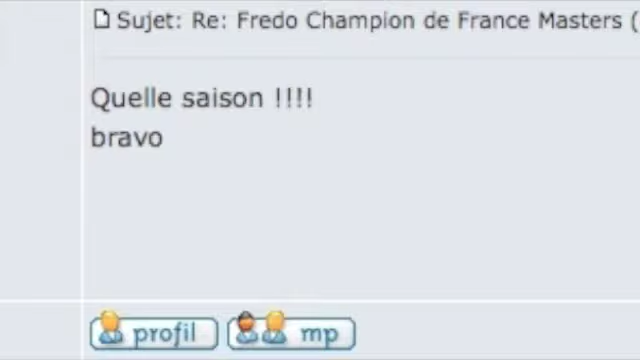 Sujet: Re: Fredo Champion de France Masters (
Quelle saison !!!!
bravo
profil mp